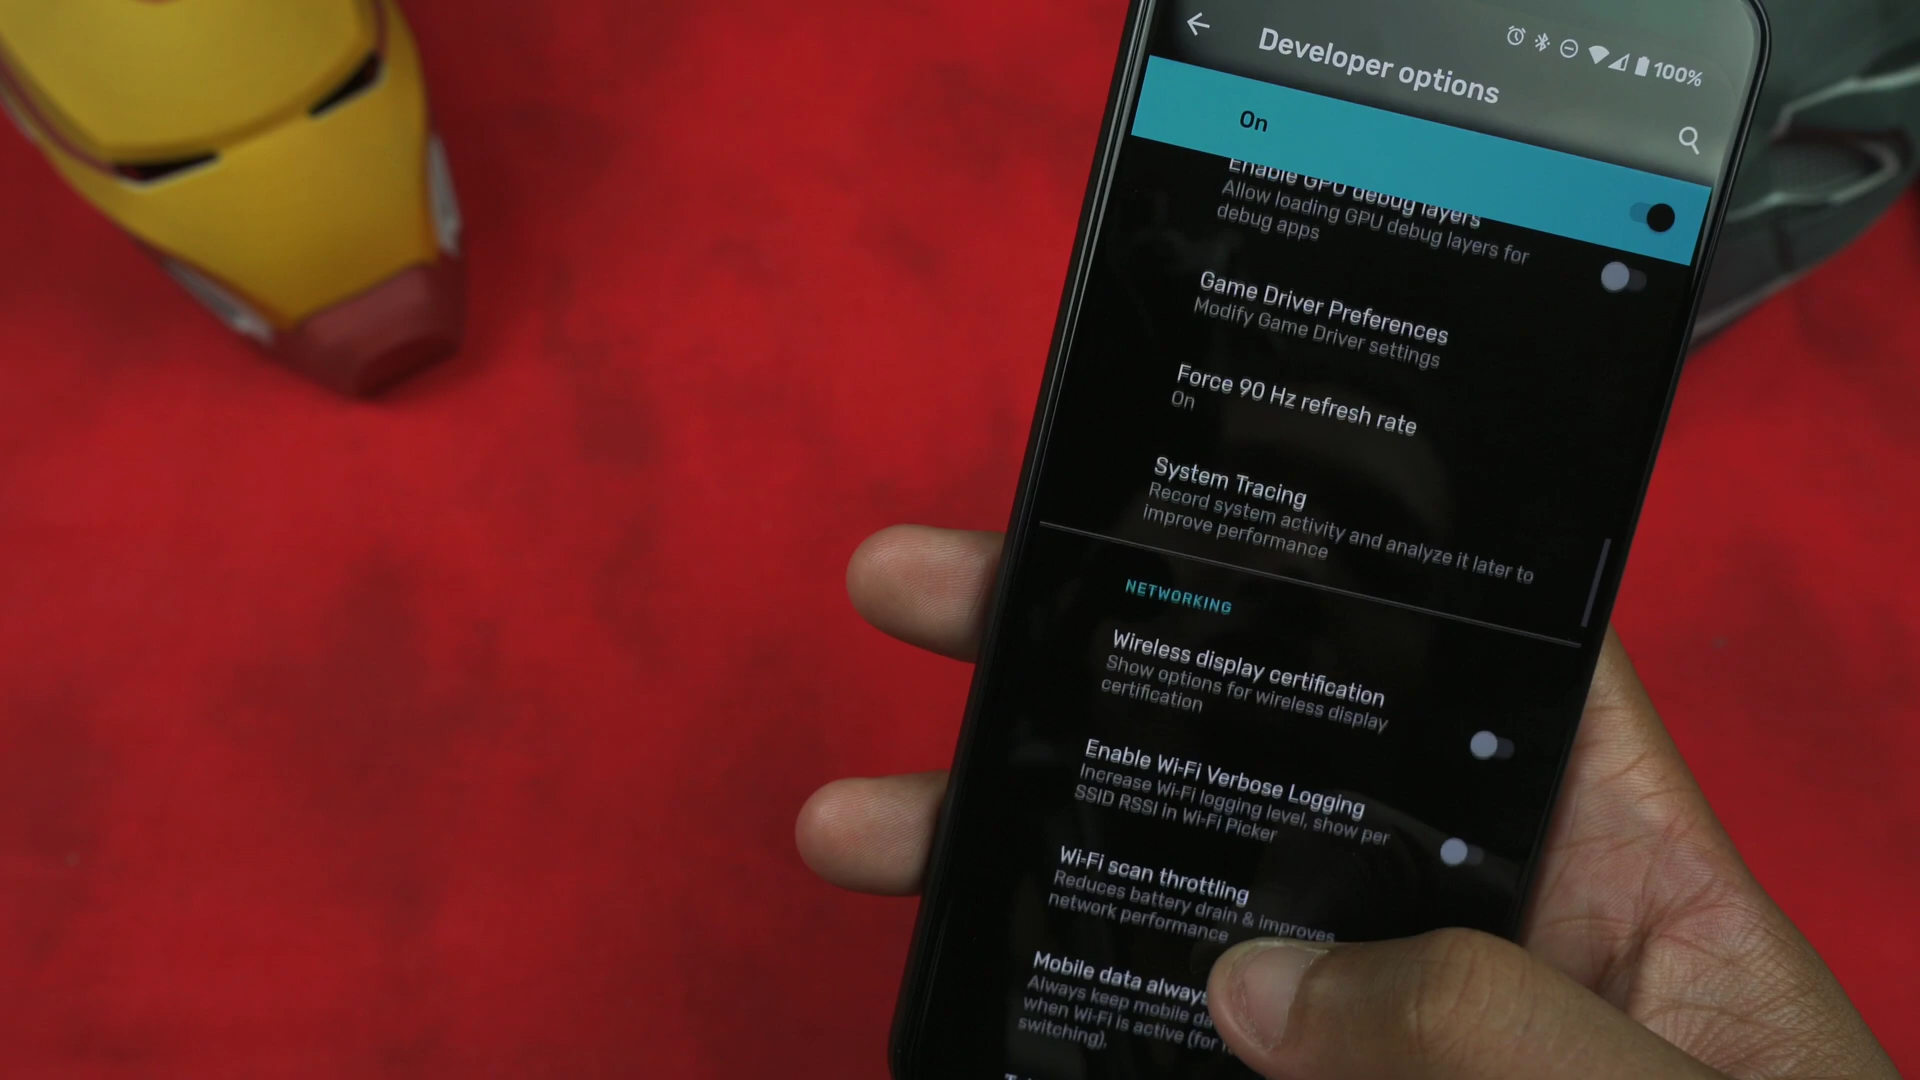 Developer options
100%
On
Enable GPU debug layers
Allow loading GPU debug layers for
debug apps
Game Driver Preferences
Modify Game Driver settings
Force 90 Hz refresh rate
On
System Tracing
Record system activity and analyze it later to
improve performance
NETWORKING
Wireless display certification
Show options for wireless display
certification
Enable Wi-Fi Verbose Logging
Increase Wi-Fi logging level, show per
SSID RSSI in Wi-Fi Picker
Wi-Fi scan throttling
Reduces battery drain & improves
network performance
Mobile data always
Always keep mobile
when Wi-Fi is active (for
switching).